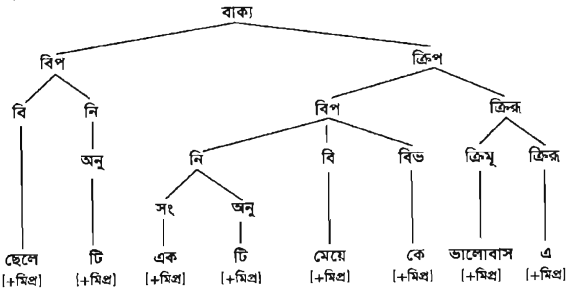 বাক্য
বিপ ক্রিপ
বি নি বিপ ক্রিরূ
অনু নি বি বিভ ক্রিমূ ক্রিরূ
সং অনু
ছেলে টি এক টি মেয়ে কে ভালোবাস এ
[+মিপ্র] [+মিপ্র] [+মিপ্র] [+মিপ্র] [+মিপ্র] [+মিপ্র] [+মিপ্র] [+মিপ্র]